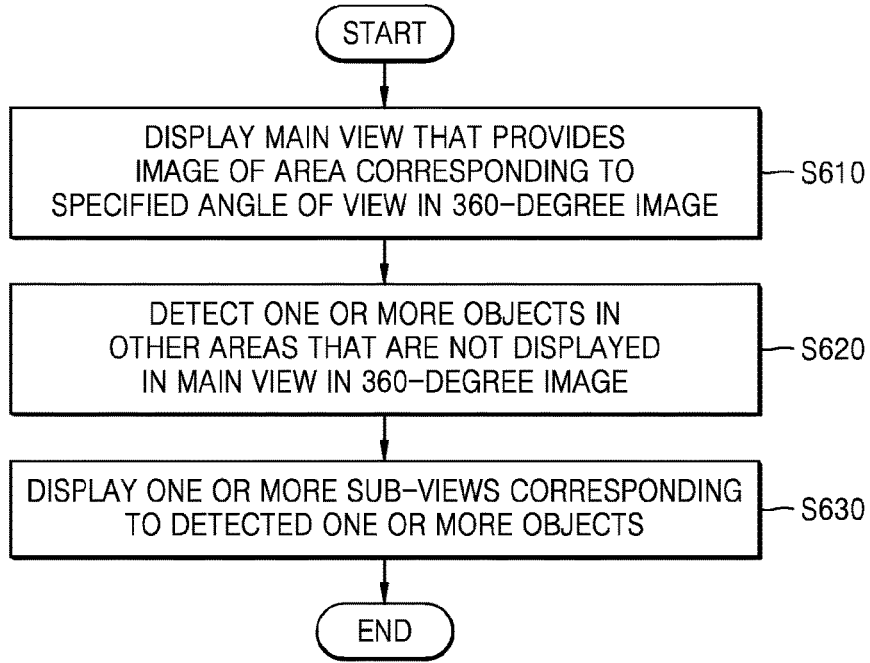 START
DISPLAY MAIN VIEW THAT PROVIDES
IMAGE OF AREA CORRESPONDING TO
SPECIFIED ANGLE OF VIEW IN 360-DEGREE IMAGE
S610
DETECT ONE OR MORE OBJECTS IN
OTHER AREAS THAT ARE NOT DISPLAYED
IN MAIN VIEW IN 360-DEGREE IMAGE
S620
DISPLAY ONE OR MORE SUB-VIEWS CORRESPONDING
TO DETECTED ONE OR MORE OBJECTS
S630
END